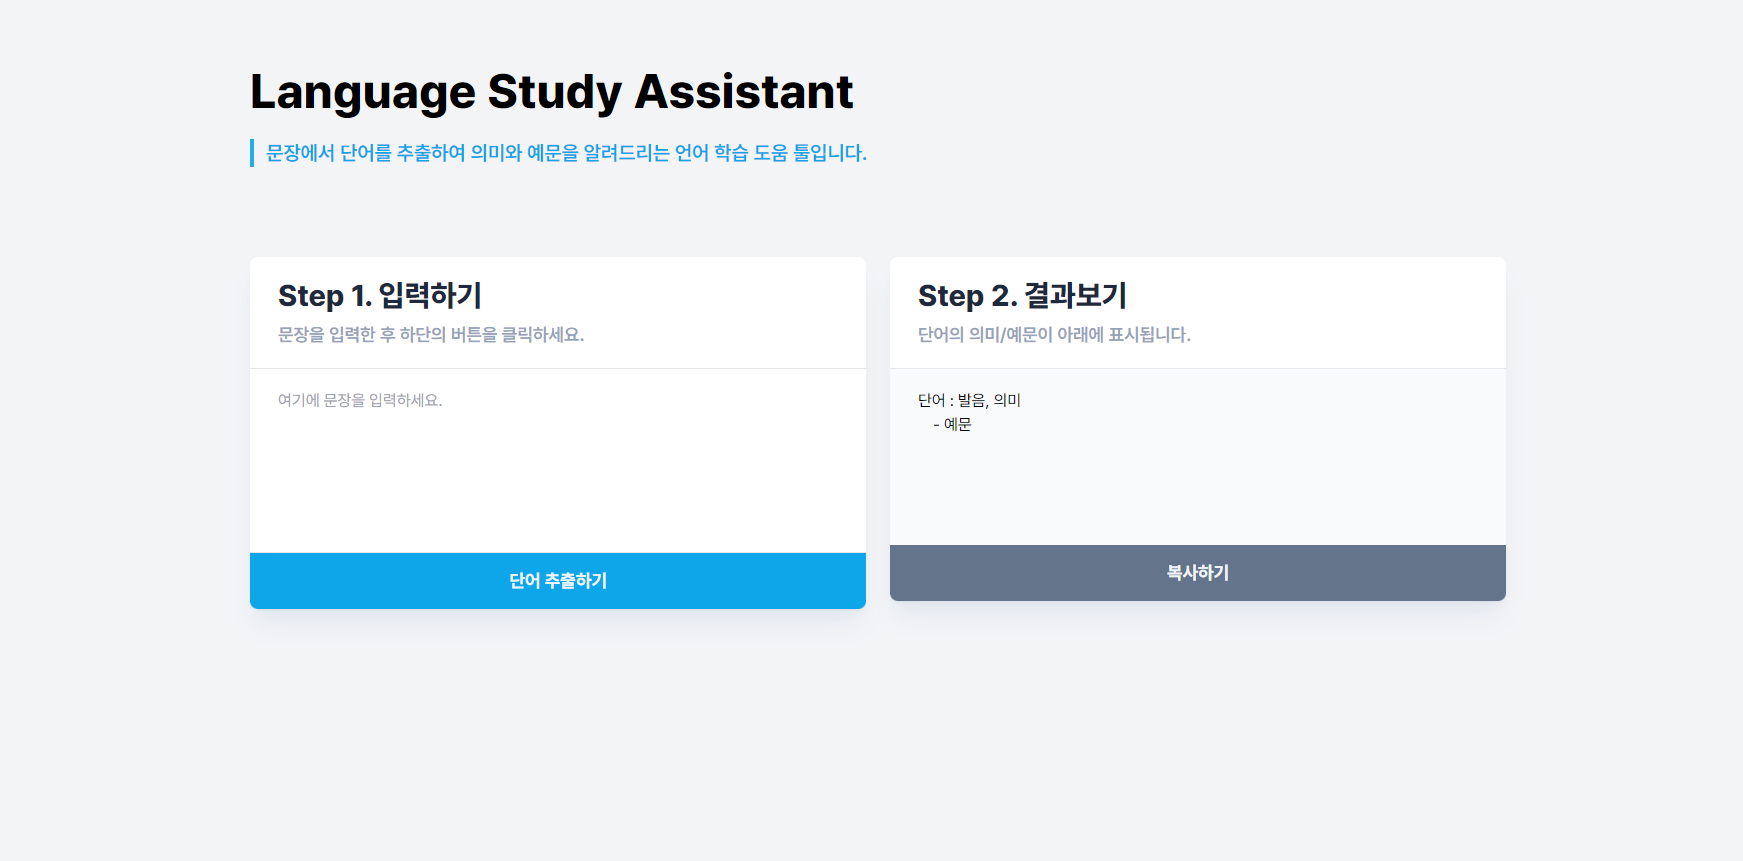 Language Study Assistant
문장에서 단어를 추출하여 의미와 예문을 알려드리는 언어 학습 도움 툴입니다.
Step 1. 입력하기
문장을 입력한 후 하단의 버튼을 클릭하세요.
여기에 문장을 입력하세요.
단어 추출하기
Step 2. 결과보기
단어의 의미/예문이 아래에 표시됩니다.
단어 : 발음, 의미
- 예문
복사하기